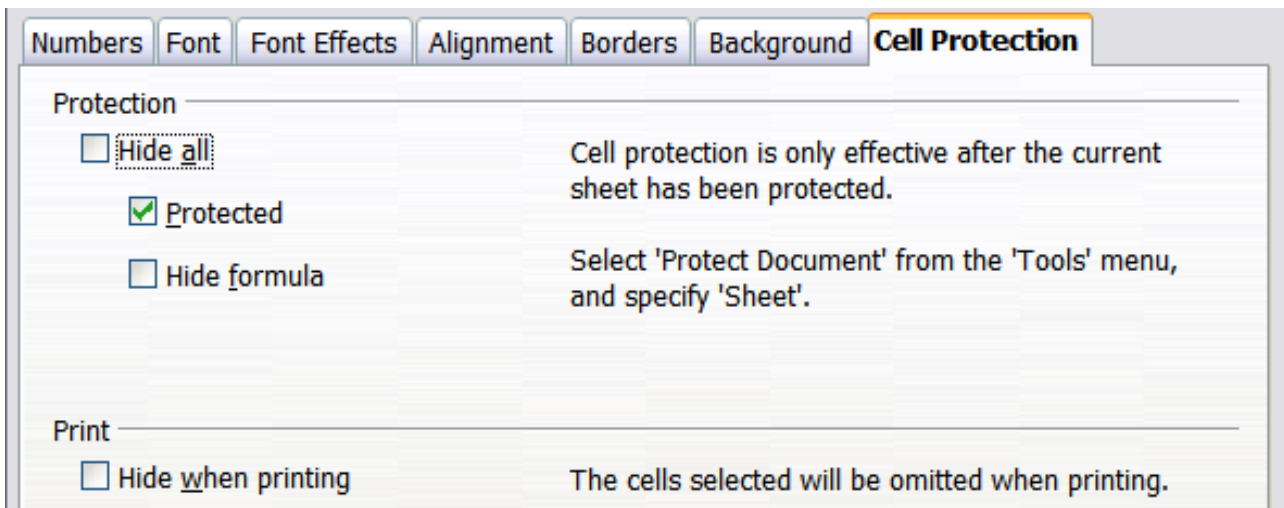 Numbers Font Font Effects Alignment Borders Background Cell Protection
Protection
Hide all
Cell protection is only effective after the current
sheet has been protected.
Protected
Hide formula
Select 'Protect Document' from the 'Tools' menu,
and specify 'Sheet'.
Print
Hide when printing
The cells selected will be omitted when printing.